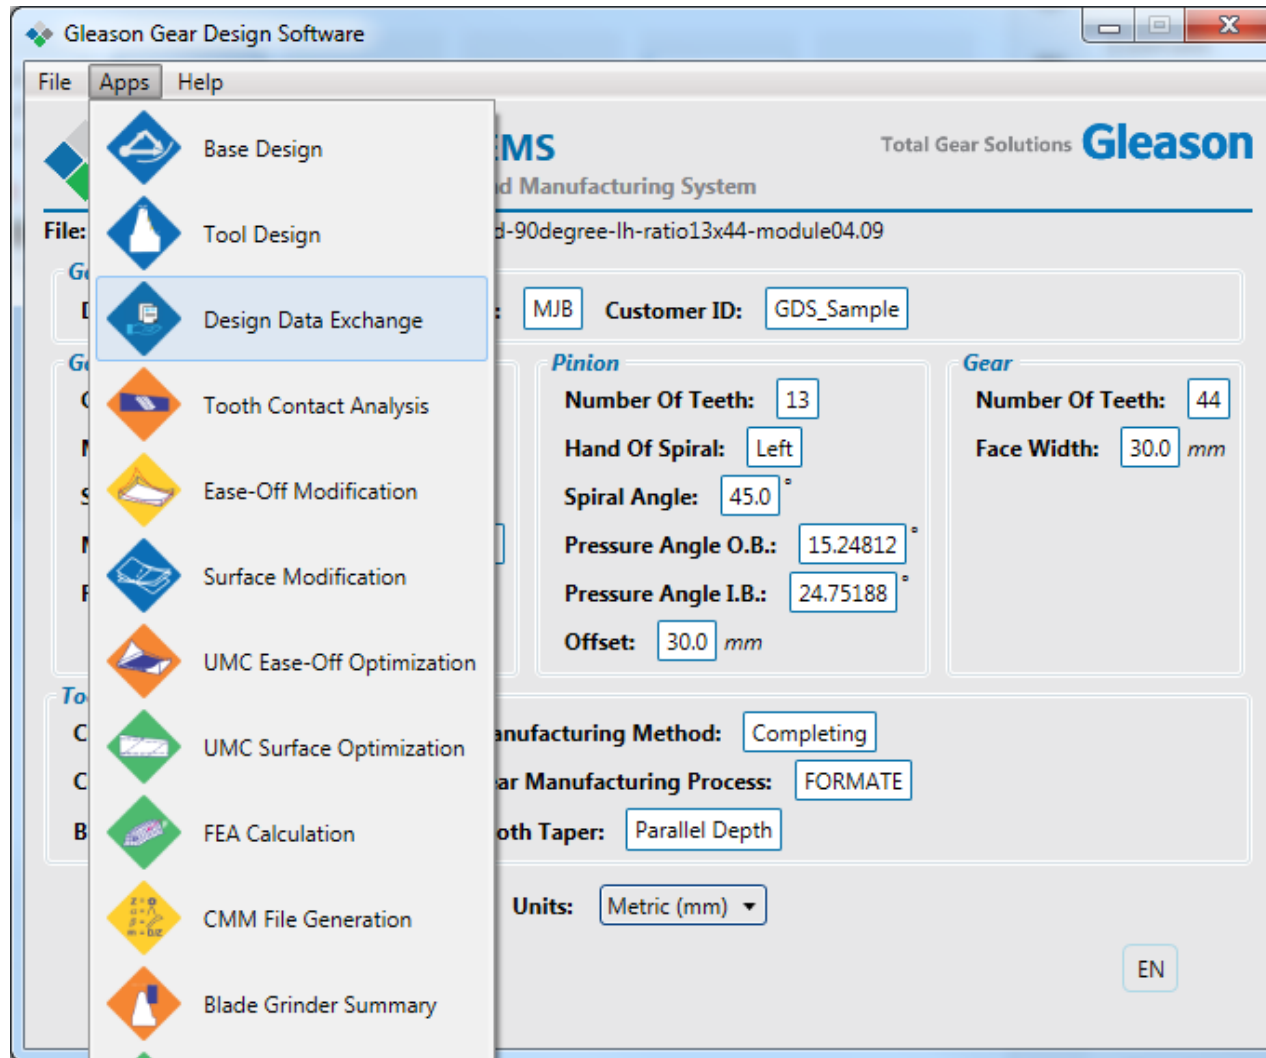 Gleason Gear Design Software
File Apps Help
EMS
Total Gear Solutions Gleason
nd Manufacturing System
File:
d-90degree-lh-ratio13x44-module04.09
MJB Customer ID: GDS_Sample
Base Design
Tool Design
Design Data Exchange
Tooth Contact Analysis
Ease-Off Modification
Surface Modification
UMC Ease-Off Optimization
UMC Surface Optimization
FEA Calculation
CMM File Generation
Blade Grinder Summary
Pinion
Number Of Teeth: 13
Hand Of Spiral: Left
Spiral Angle: 45.0 °
Pressure Angle O.B.: 15.24812 °
Pressure Angle I.B.: 24.75188 °
Offset: 30.0 mm
Gear
Number Of Teeth: 44
Face Width: 30.0 mm
anufacturing Method: Completing
ar Manufacturing Process: FORMATE
oth Taper: Parallel Depth
Units: Metric (mm)
EN